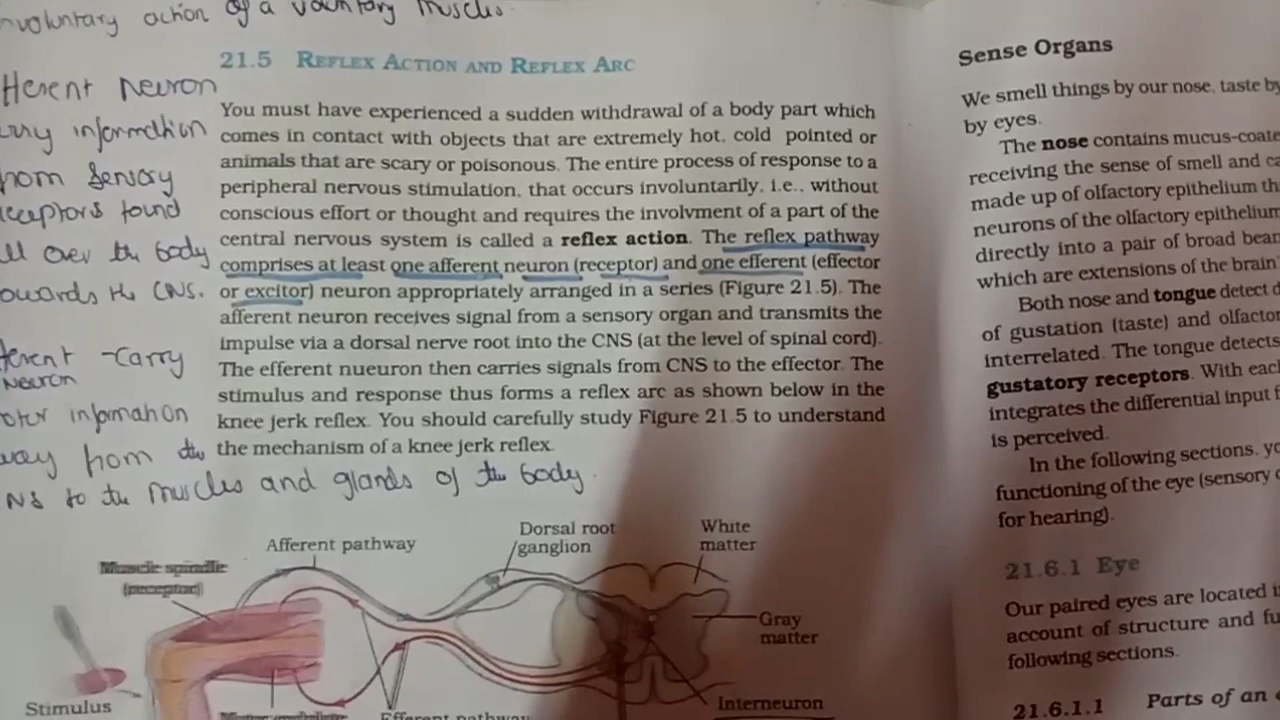 nvoluntary action of a voluntary muscles.
fferent Neuron
arry information
from Sensory
receptors found
all over the body
towards the CNS.
fferent - Carry
Neuron
otor information
way from the
NS to the muscles and glands of the body.
21.5 REFLEX ACTION AND REFLEX ARC
You must have experienced a sudden withdrawal of a body part which
comes in contact with objects that are extremely hot, cold pointed or
animals that are scary or poisonous. The entire process of response to a
peripheral nervous stimulation, that occurs involuntarily, i.e., without
conscious effort or thought and requires the involvment of a part of the
central nervous system is called a reflex action. The reflex pathway
comprises at least one afferent neuron (receptor) and one efferent (effector
or excitor) neuron appropriately arranged in a series (Figure 21.5). The
afferent neuron receives signal from a sensory organ and transmits the
impulse via a dorsal nerve root into the CNS (at the level of spinal cord).
The efferent nueuron then carries signals from CNS to the effector. The
stimulus and response thus forms a reflex arc as shown below in the
knee jerk reflex. You should carefully study Figure 21.5 to understand
the mechanism of a knee jerk reflex.
Afferent pathway
Dorsal root
ganglion
White
matter
Muscle spindle
(receptor)
Gray
matter
Stimulus
Efferent pathway
Interneuron
Sense Organs
We smell things by our nose, taste by
by eyes.
The nose contains mucus-coate
receiving the sense of smell and ca
made up of olfactory epithelium th
neurons of the olfactory epithelium
directly into a pair of broad bean
which are extensions of the brain
Both nose and tongue detect d
of gustation (taste) and olfactor
interrelated. The tongue detects
gustatory receptors. With each
integrates the differential input f
is perceived.
In the following sections, yo
functioning of the eye (sensory o
for hearing).
21.6.1 Eye
Our paired eyes are located i
account of structure and fu
following sections.
21.6.1.1 Parts of an e